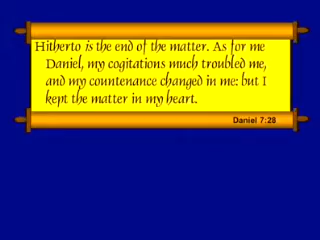 Hitherto is the end of the matter. As for me
Daniel, my cogitations much troubled me,
and my countenance changed in me: but I
kept the matter in my heart.
Daniel 7:28